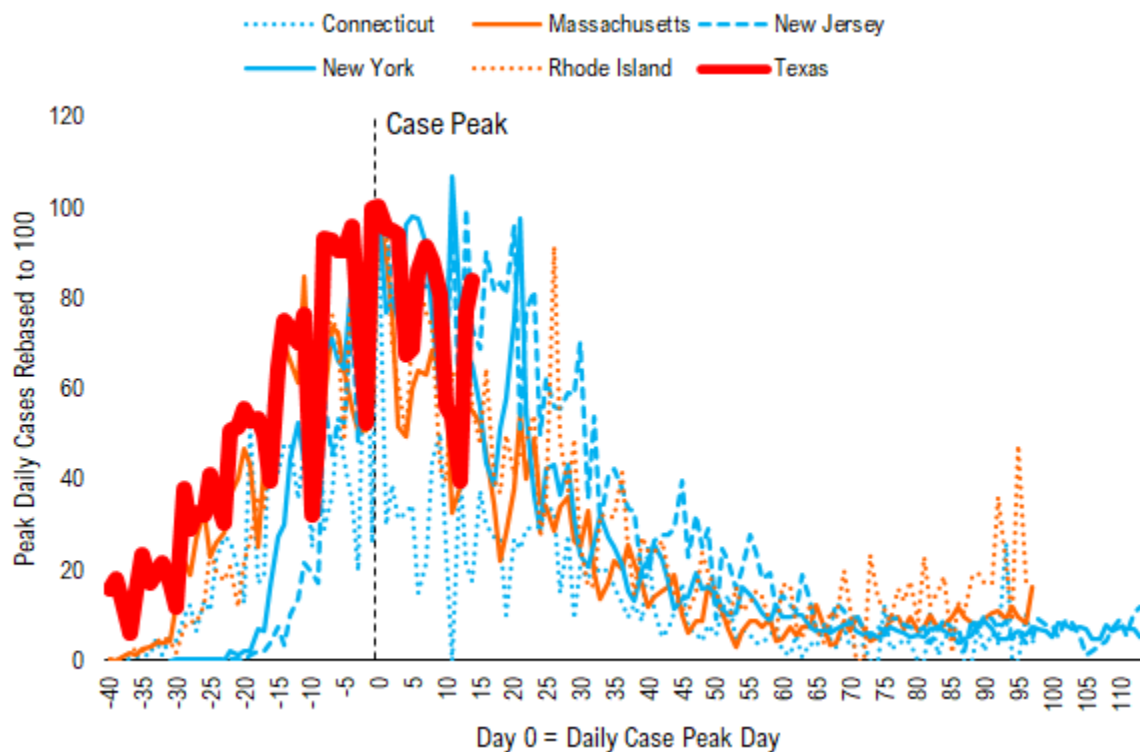 Connecticut Massachusetts New Jersey
New York Rhode Island Texas
Case Peak
Peak Daily Cases Rebased to 100
120
100
80
60
40
20
0
-40 -35 -30 -25 -20 -15 -10 -5 0 5 10 15 20 25 30 35 40 45 50 55 60 65 70 75 80 85 90 95 100 105 110
Day 0 = Daily Case Peak Day